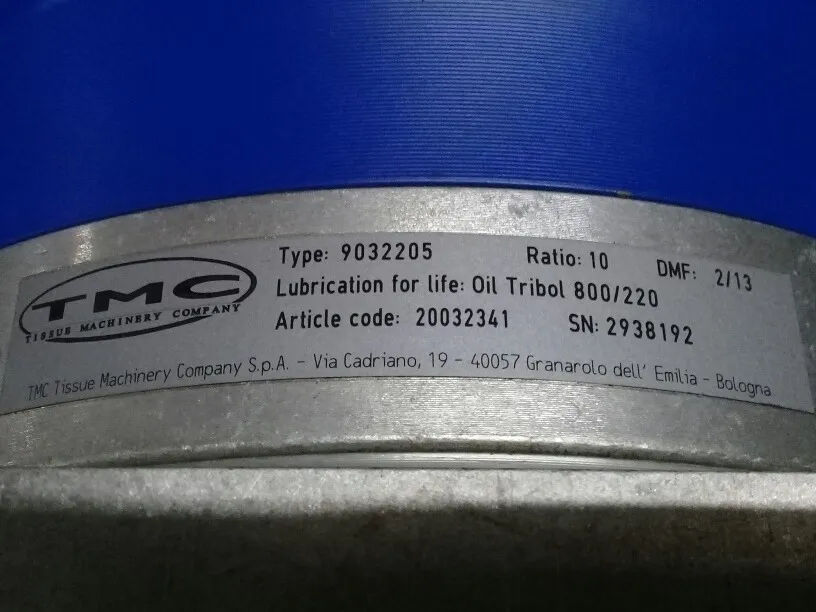 TMC
TISSUE MACHINERY COMPANY
Type: 9032205 Ratio: 10 DMF: 2/13
Lubrication for life: Oil Tribol 800/220
Article code: 20032341 SN: 2938192
TMC Tissue Machinery Company S.p.A. - Via Cadriano, 19 - 40057 Granarolo dell' Emilia - Bologna